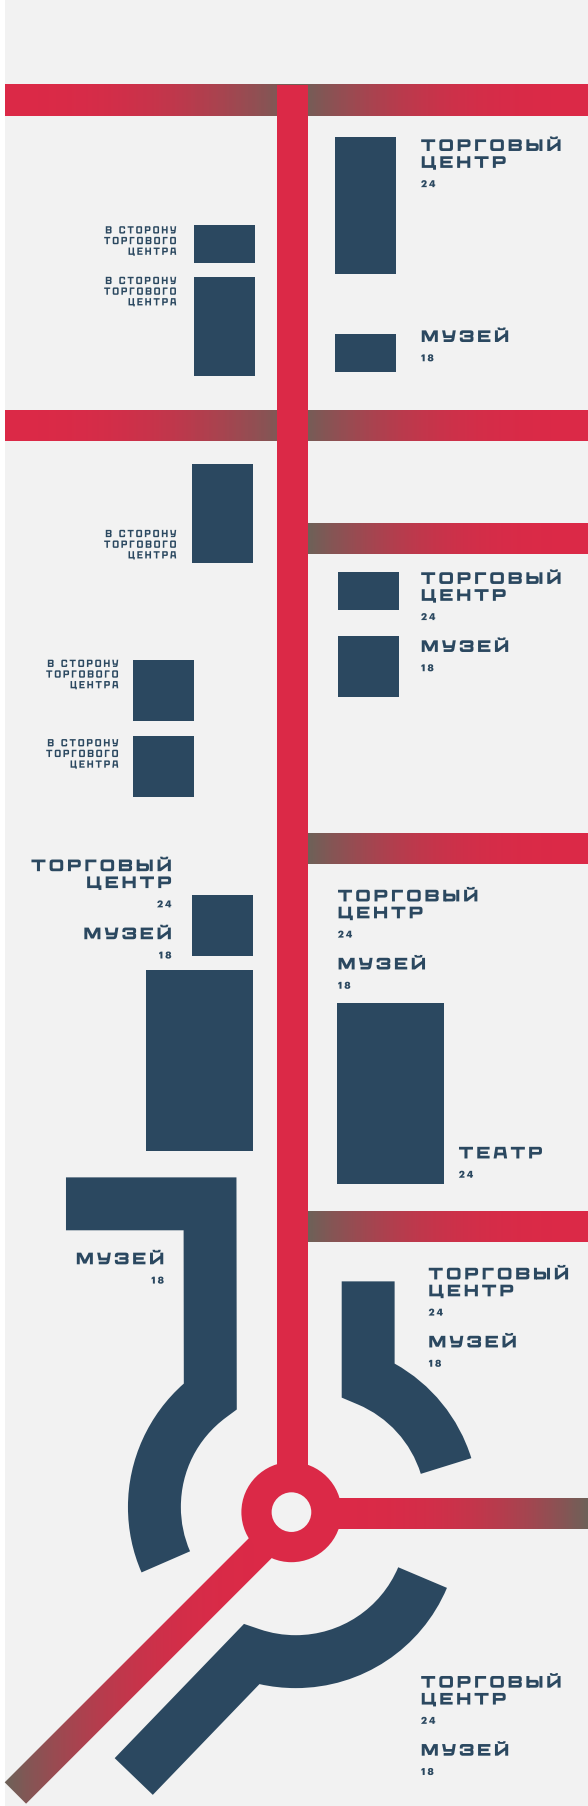 ТОРГОВЫЙ
ЦЕНТР
24
В СТОРОНУ
ТОРГОВОГО
ЦЕНТРА
В СТОРОНУ
ТОРГОВОГО
ЦЕНТРА
МУЗЕЙ
18
В СТОРОНУ
ТОРГОВОГО
ЦЕНТРА
ТОРГОВЫЙ
ЦЕНТР
24
МУЗЕЙ
18
В СТОРОНУ
ТОРГОВОГО
ЦЕНТРА
В СТОРОНУ
ТОРГОВОГО
ЦЕНТРА
ТОРГОВЫЙ
ЦЕНТР
24
МУЗЕЙ
18
ТОРГОВЫЙ
ЦЕНТР
24
МУЗЕЙ
18
ТЕАТР
24
МУЗЕЙ
18
ТОРГОВЫЙ
ЦЕНТР
24
МУЗЕЙ
18
ТОРГОВЫЙ
ЦЕНТР
24
МУЗЕЙ
18